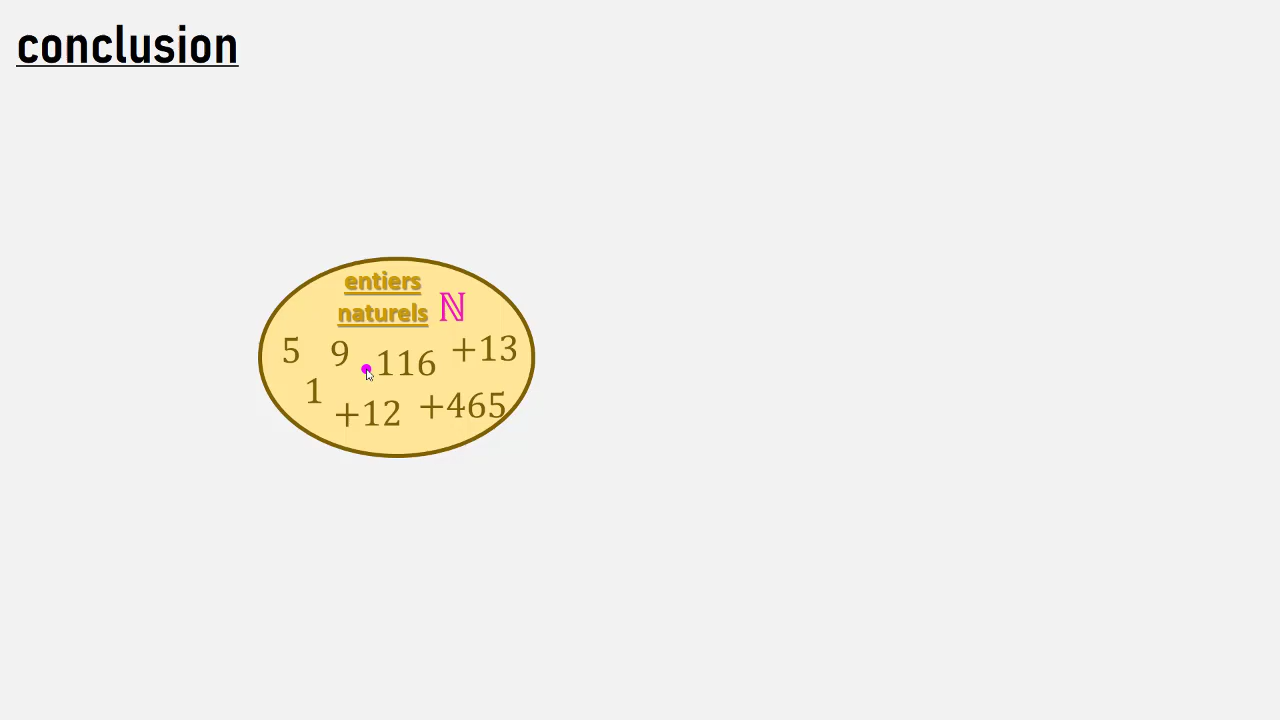 conclusion
entiers
naturels ℕ
5 9 116 +13
1 +12 +465